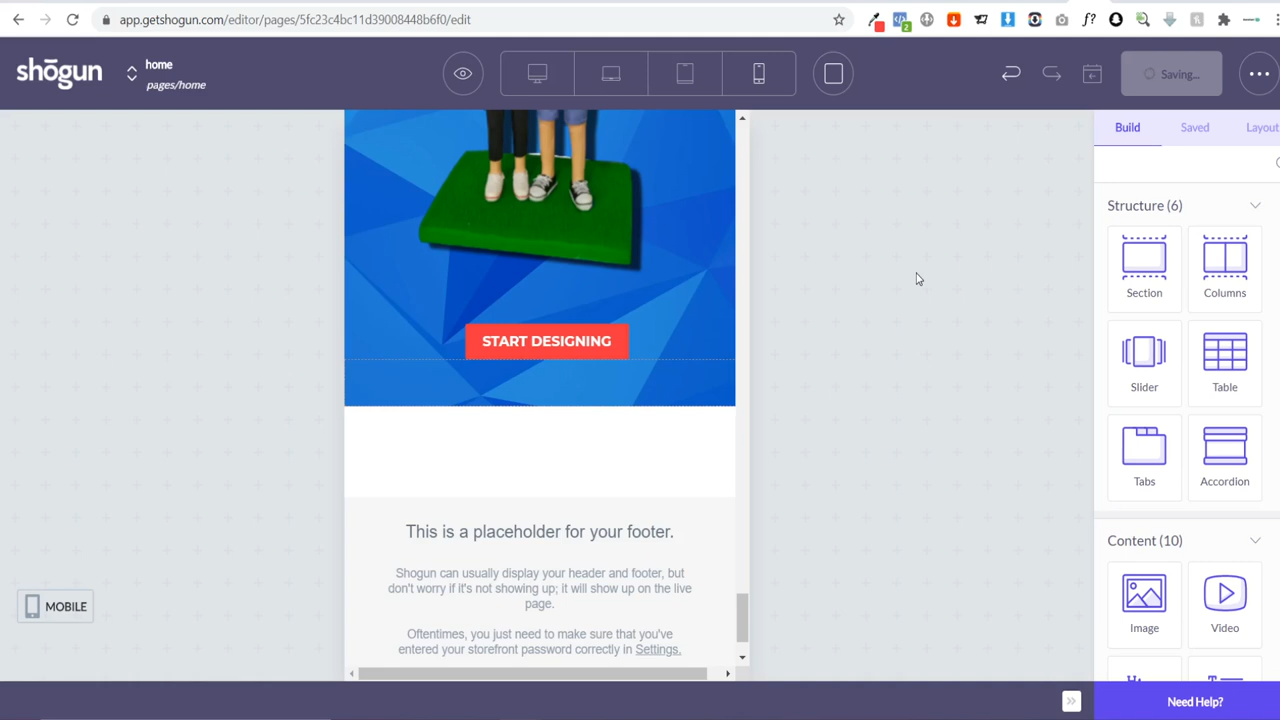 app.getshogun.com/editor/pages/5fc23c4bc11d39008448b6f0/edit
2
f?
shōgun
home
pages/home
Saving...
Build
Saved
Layout
Structure (6)
Section
Columns
Slider
Table
Tabs
Accordion
Content (10)
Image
Video
START DESIGNING
This is a placeholder for your footer.
Shogun can usually display your header and footer, but
don't worry if it's not showing up; it will show up on the live
page.
Oftentimes, you just need to make sure that you've
entered your storefront password correctly in Settings.
MOBILE
Need Help?